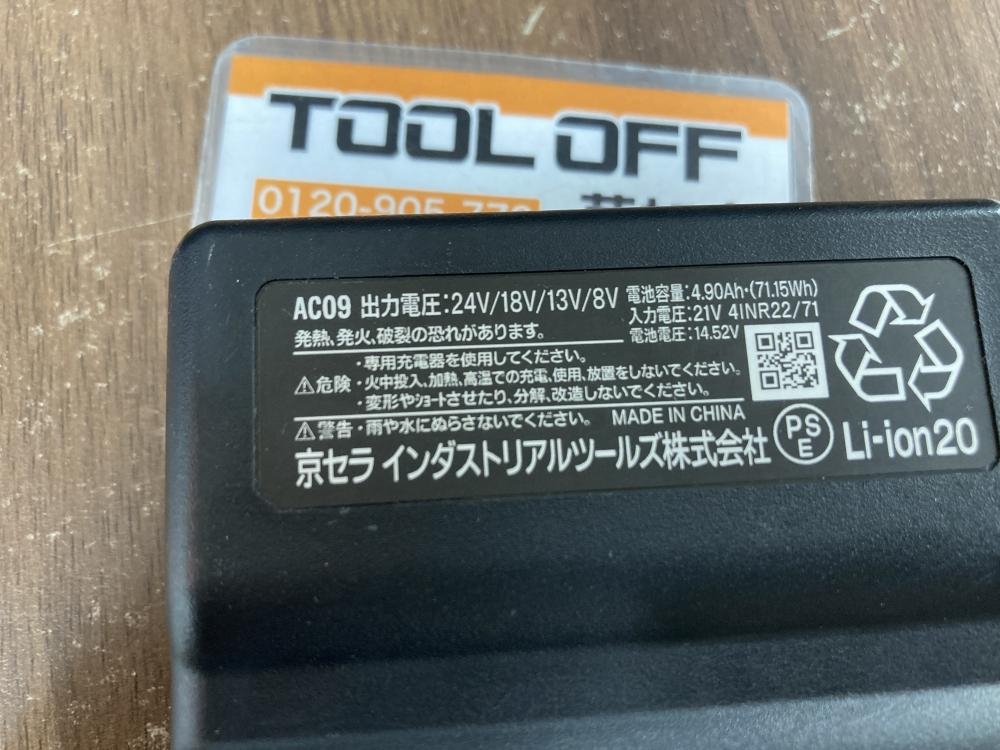 TOOL OFF
0120-905-
AC09 出力電圧:24V/18V/13V/8V
電池容量:4.90Ah・(71.15Wh)
入力電圧:21V 4INR22/71
電池電圧:14.52V
発熱、発火、破裂の恐れがあります。
・専用充電器を使用してください。
⚠危険・火中投入、加熱、高温での充電、使用、放置をしないでください。
・変形やショートさせたり、分解、改造しないでください。
⚠警告・雨や水にぬらさないでください。 MADE IN CHINA
京セラ インダストリアルツールズ株式会社
PS
E
Li-ion20